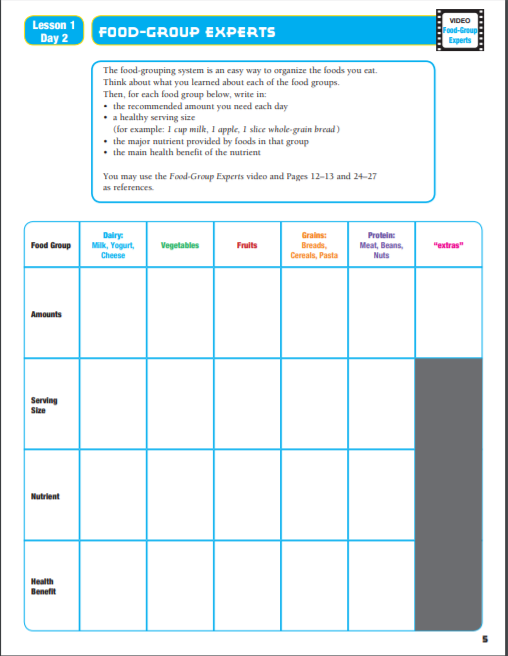 Lesson 1
Day 2
FOOD-GROUP EXPERTS
VIDEO
Food-Group
Experts
The food-grouping system is an easy way to organize the foods you eat.
Think about what you learned about each of the food groups.
Then, for each food group below, write in:
• the recommended amount you need each day
• a healthy serving size
(for example: 1 cup milk, 1 apple, 1 slice whole-grain bread)
• the major nutrient provided by foods in that group
• the main health benefit of the nutrient
You may use the Food-Group Experts video and Pages 12–13 and 24–27
as references.
Food Group
Dairy:
Milk, Yogurt,
Cheese
Vegetables
Fruits
Grains:
Breads,
Cereals, Pasta
Protein:
Meat, Beans,
Nuts
"extras"
Amounts
Serving
Size
Nutrient
Health
Benefit
5